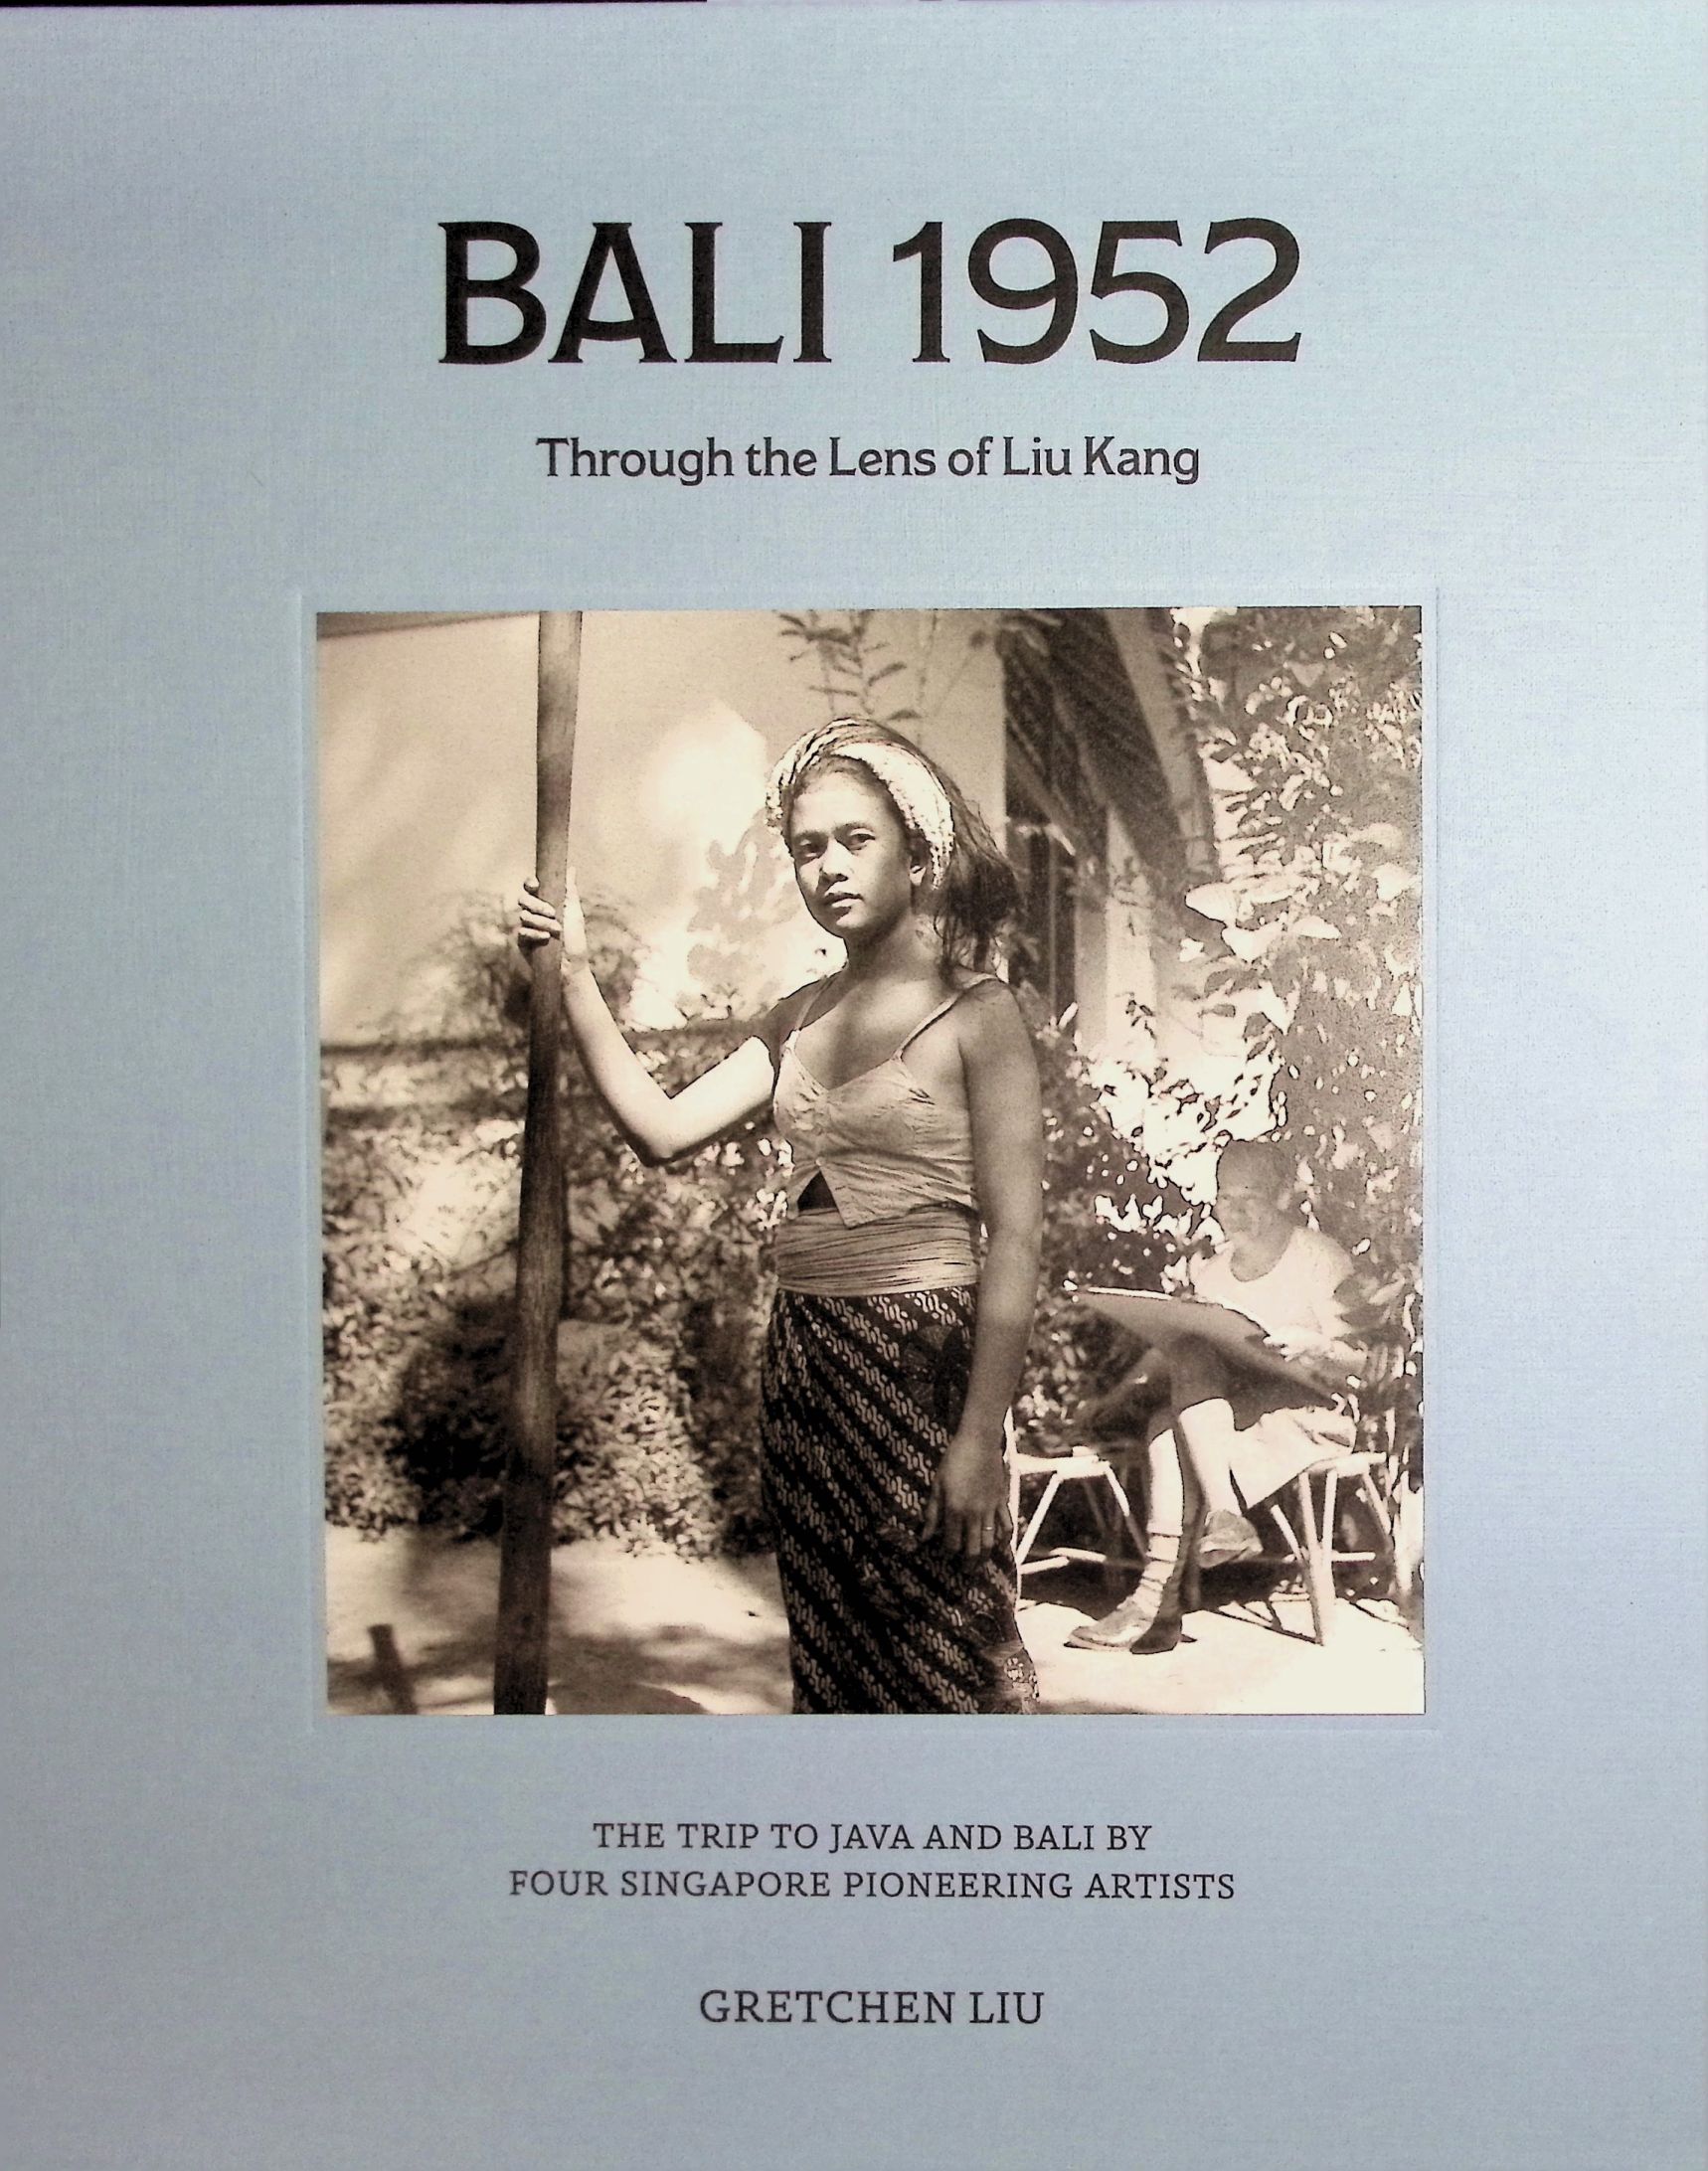 BALI 1952
Through the Lens of Liu Kang
THE TRIP TO JAVA AND BALI BY
FOUR SINGAPORE PIONEERING ARTISTS
GRETCHEN LIU